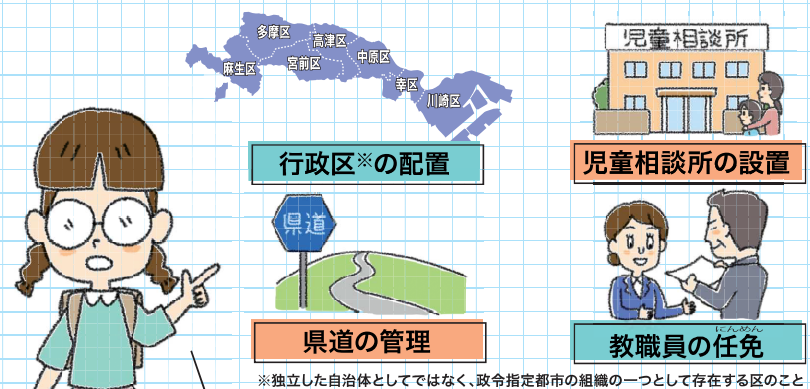 多摩区
高津区
中原区
麻生区
宮前区
幸区
川崎区
行政区※の配置
児童相談所
児童相談所の設置
県道
県道の管理
にんめん
教職員の任免
※独立した自治体としてではなく、政令指定都市の組織の一つとして存在する区のこと